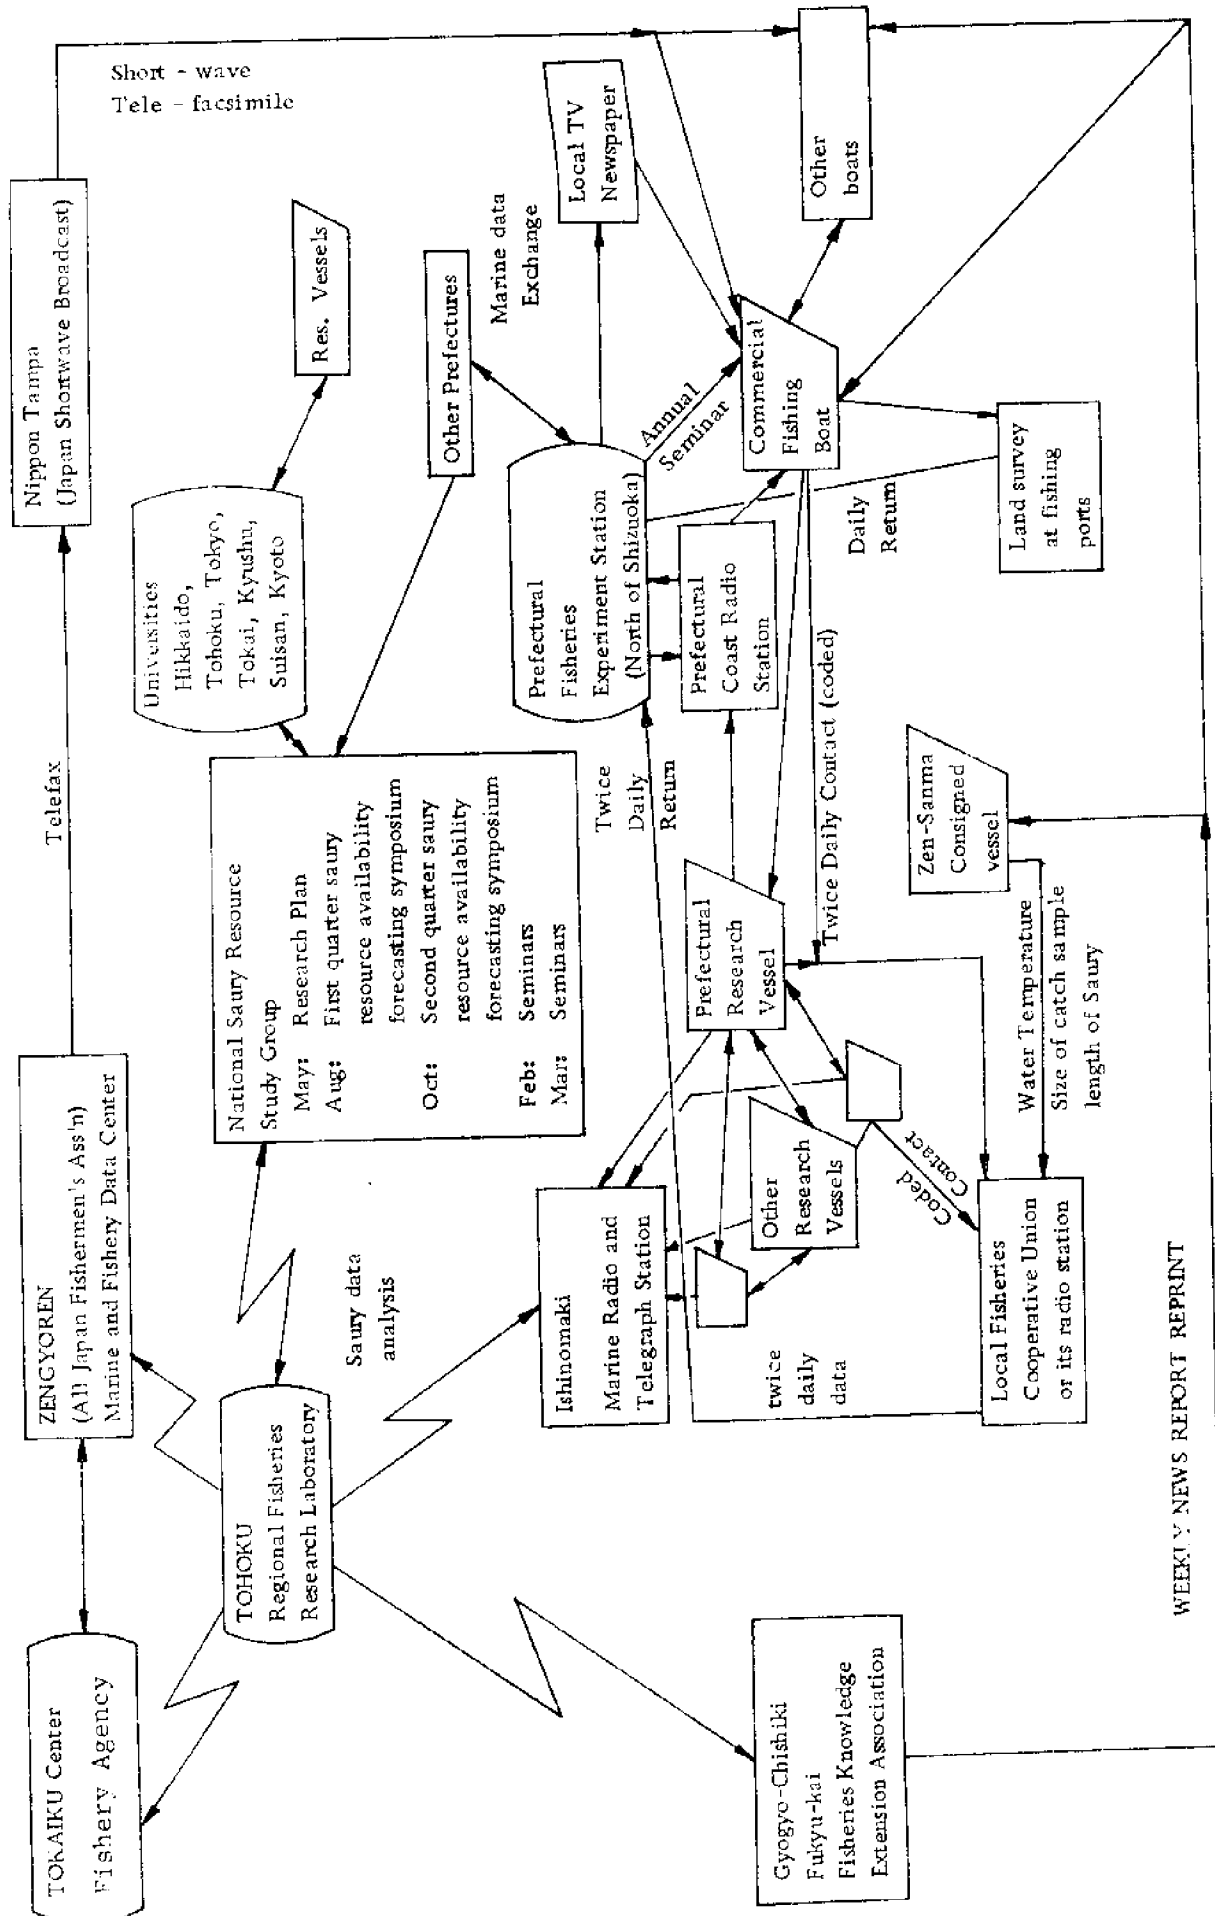 TOKAIKU Center
Fishery Agency
ZENGYOREN
(All Japan Fishermen's Ass'n)
Marine and Fishery Data Center
Telefax
Nippon Tampa
(Japan Shortwave Broadcast)
Short - wave
Tele - facsimile
TOHOKU
Regional Fisheries
Research Laboratory
National Saury Resource
Study Group
May: Research Plan
Aug: First quarter saury
resource availability
forecasting symposium
Oct: Second quarter saury
resource availability
forecasting symposium
Feb: Seminars
Mar: Seminars
Universities
Hikkaido,
Tohoku, Tokyo,
Tokai, Kyushu,
Suisan, Kyoto
Res. Vessels
Saury data
analysis
Other Prefectures
Marine data
Exchange
Ishinomaki
Marine Radio and
Telegraph Station
Twice
Daily
Return
Prefectural
Fisheries
Experiment Station
(North of Shizuoka)
Local TV
Newspaper
Annual
Seminar
Prefectural
Research
Vessel
Prefectural
Coast Radio
Station
Commercial
Fishing
Boat
Other
boats
Other
Research
Vessels
twice
daily
data
Coded Contact
Twice Daily Contact (coded)
Daily
Return
Land survey
at fishing
ports
Gyogyo-Chishiki
Fukyu-kai
Fisheries Knowledge
Extension Association
Local Fisheries
Cooperative Union
or its radio station
Water Temperature
Size of catch sample
length of Saury
Zen-Sanma
Consigned
vessel
WEEKLY NEWS REPORT REPRINT